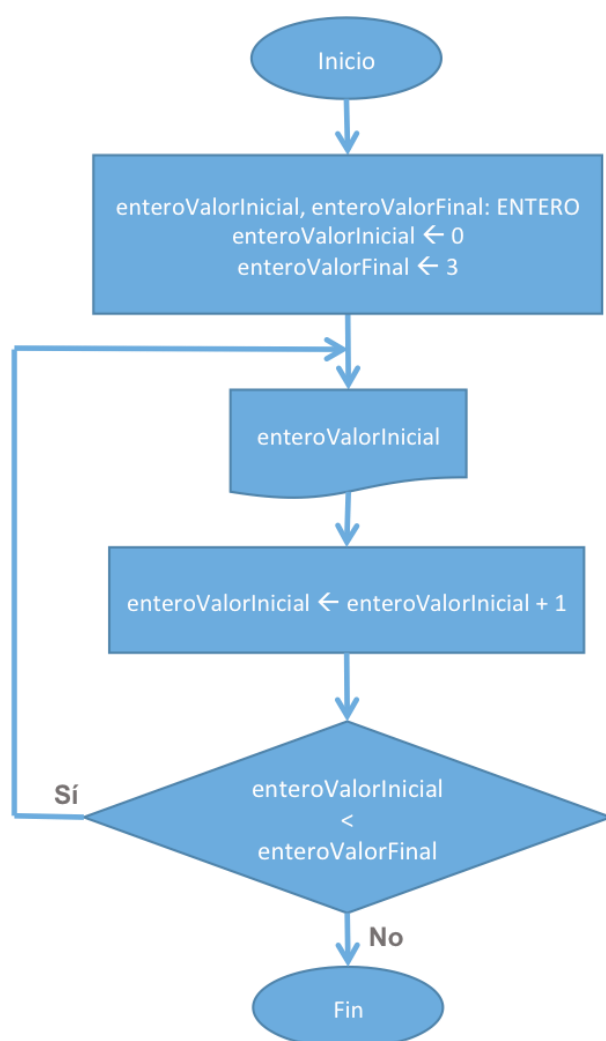 Inicio
enteroValorInicial, enteroValorFinal: ENTERO
enteroValorInicial ← 0
enteroValorFinal ← 3
enteroValorInicial
enteroValorInicial ← enteroValorInicial + 1
enteroValorInicial
<
enteroValorFinal
Sí
No
Fin